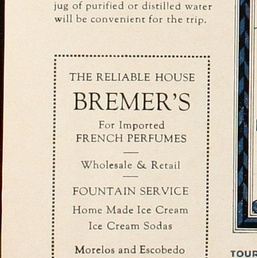 jug of purified or distilled water
will be convenient for the trip.
THE RELIABLE HOUSE
BREMER'S
For Imported
FRENCH PERFUMES
Wholesale & Retail
FOUNTAIN SERVICE
Home Made Ice Cream
Ice Cream Sodas
Morelos and Escobedo
TOUR